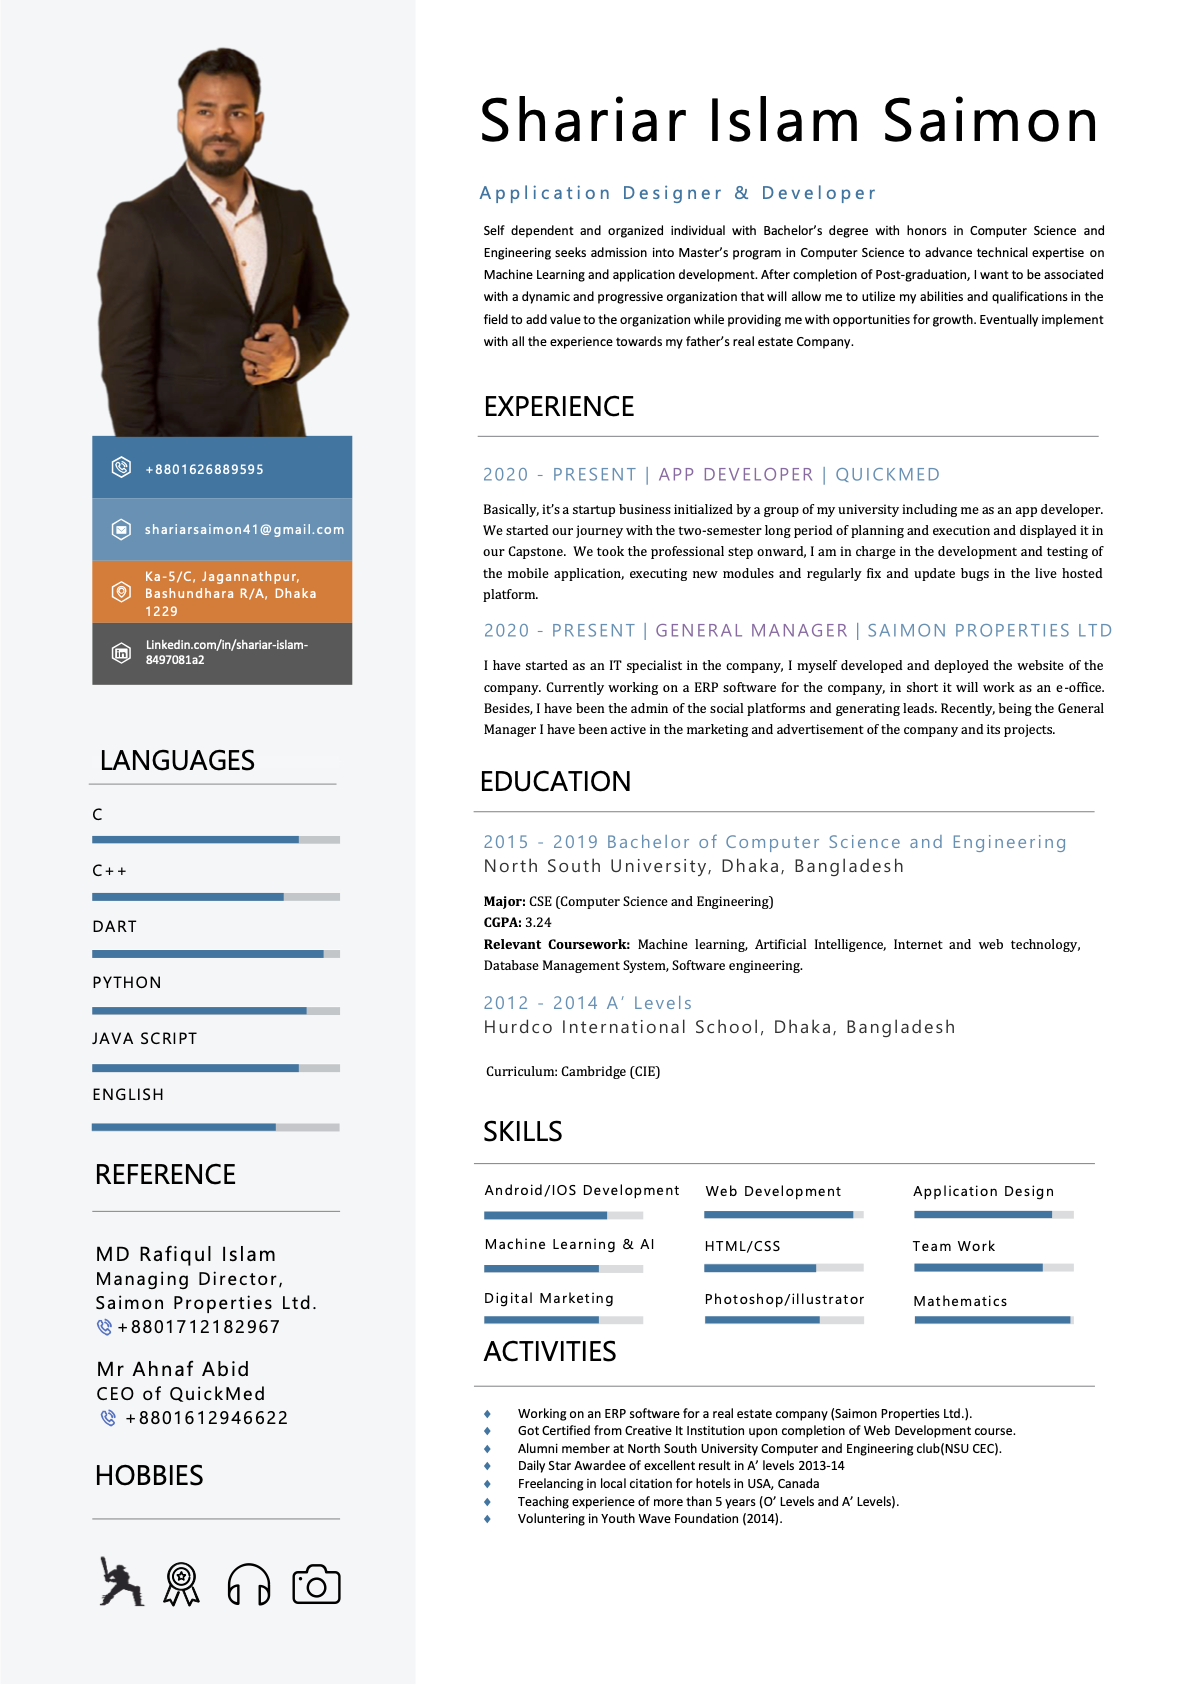 Shariar Islam Saimon
Application Designer & Developer
Self dependent and organized individual with Bachelor’s degree with honors in Computer Science and
Engineering seeks admission into Master’s program in Computer Science to advance technical expertise on
Machine Learning and application development. After completion of Post-graduation, I want to be associated
with a dynamic and progressive organization that will allow me to utilize my abilities and qualifications in the
field to add value to the organization while providing me with opportunities for growth. Eventually implement
with all the experience towards my father’s real estate Company.
+8801626889595
shariarsaimon41@gmail.com
Ka-5/C, Jagannathpur,
Bashundhara R/A, Dhaka
1229
Linkedin.com/in/shariar-islam-
8497081a2
LANGUAGES
C
C++
DART
PYTHON
JAVA SCRIPT
ENGLISH
REFERENCE
MD Rafiqul Islam
Managing Director,
Saimon Properties Ltd.
+8801712182967
Mr Ahnaf Abid
CEO of QuickMed
+8801612946622
HOBBIES
EXPERIENCE
2020 - PRESENT | APP DEVELOPER | QUICKMED
Basically, it’s a startup business initialized by a group of my university including me as an app developer.
We started our journey with the two-semester long period of planning and execution and displayed it in
our Capstone. We took the professional step onward, I am in charge in the development and testing of
the mobile application, executing new modules and regularly fix and update bugs in the live hosted
platform.
2020 - PRESENT | GENERAL MANAGER | SAIMON PROPERTIES LTD
I have started as an IT specialist in the company, I myself developed and deployed the website of the
company. Currently working on a ERP software for the company, in short it will work as an e-office.
Besides, I have been the admin of the social platforms and generating leads. Recently, being the General
Manager I have been active in the marketing and advertisement of the company and its projects.
EDUCATION
2015 - 2019 Bachelor of Computer Science and Engineering
North South University, Dhaka, Bangladesh
Major: CSE (Computer Science and Engineering)
CGPA: 3.24
Relevant Coursework: Machine learning, Artificial Intelligence, Internet and web technology,
Database Management System, Software engineering.
2012 - 2014 A’ Levels
Hurdco International School, Dhaka, Bangladesh
Curriculum: Cambridge (CIE)
SKILLS
Android/IOS Development
Web Development
Application Design
Machine Learning & AI
HTML/CSS
Team Work
Digital Marketing
Photoshop/illustrator
Mathematics
ACTIVITIES
♦ Working on an ERP software for a real estate company (Saimon Properties Ltd.).
♦ Got Certified from Creative It Institution upon completion of Web Development course.
♦ Alumni member at North South University Computer and Engineering club(NSU CEC).
♦ Daily Star Awardee of excellent result in A’ levels 2013-14
♦ Freelancing in local citation for hotels in USA, Canada
♦ Teaching experience of more than 5 years (O’ Levels and A’ Levels).
♦ Voluntering in Youth Wave Foundation (2014).